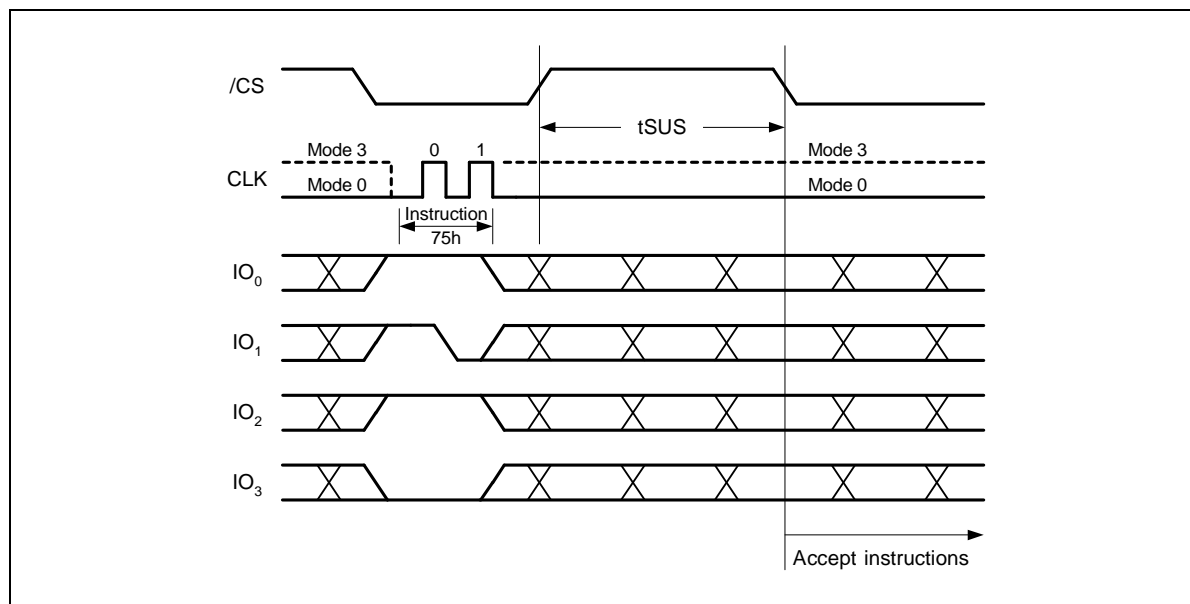 /CS
tSUS
Mode 3 0 1 Mode 3
CLK
Mode 0 Mode 0
Instruction
75h
IO0
IO1
IO2
IO3
Accept instructions